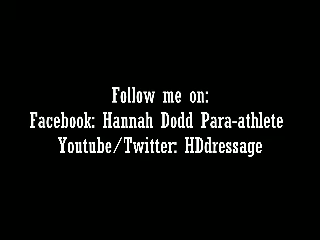 Follow me on:
Facebook: Hannah Dodd Para-athlete
Youtube/Twitter: HDdressage